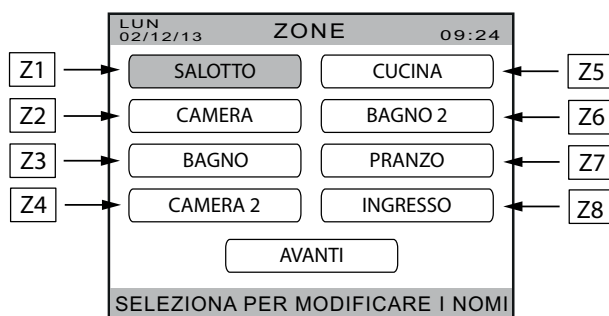 LUN
02/12/13 ZONE 09:24
Z1 SALOTTO CUCINA Z5
Z2 CAMERA BAGNO 2 Z6
Z3 BAGNO PRANZO Z7
Z4 CAMERA 2 INGRESSO Z8
AVANTI
SELEZIONA PER MODIFICARE I NOMI